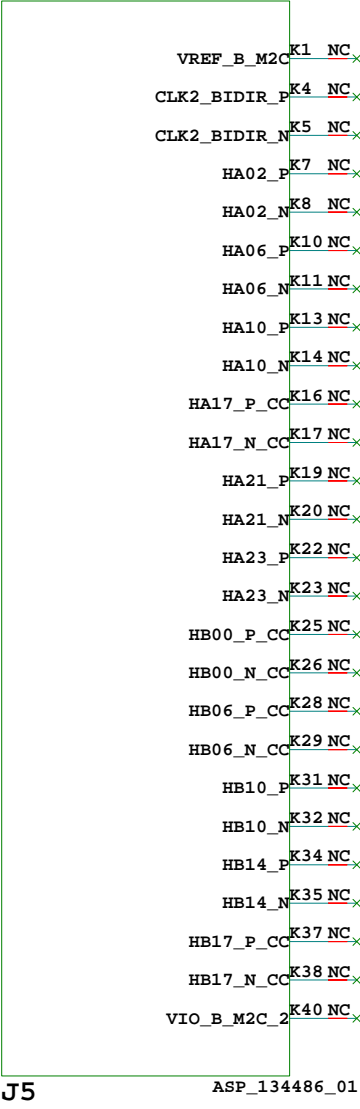 VREF_B_M2C K1 NC
CLK2_BIDIR_P K4 NC
CLK2_BIDIR_N K5 NC
HA02_P K7 NC
HA02_N K8 NC
HA06_P K10 NC
HA06_N K11 NC
HA10_P K13 NC
HA10_N K14 NC
HA17_P_CC K16 NC
HA17_N_CC K17 NC
HA21_P K19 NC
HA21_N K20 NC
HA23_P K22 NC
HA23_N K23 NC
HB00_P_CC K25 NC
HB00_N_CC K26 NC
HB06_P_CC K28 NC
HB06_N_CC K29 NC
HB10_P K31 NC
HB10_N K32 NC
HB14_P K34 NC
HB14_N K35 NC
HB17_P_CC K37 NC
HB17_N_CC K38 NC
VIO_B_M2C_2 K40 NC
J5 ASP_134486_01